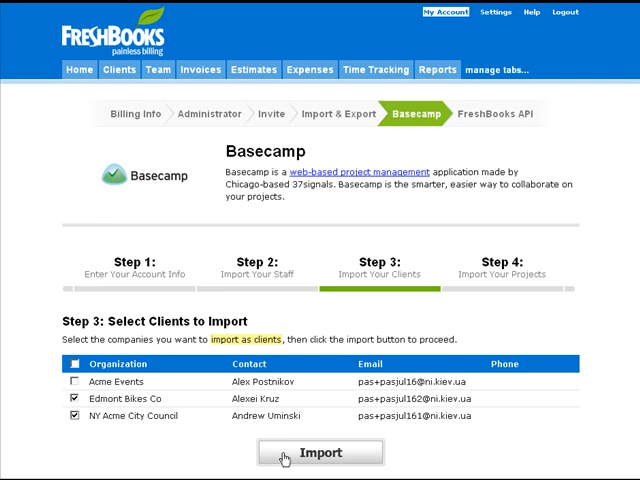 My Account Settings Help Logout
FRESHBOOKS
painless billing
Home Clients Team Invoices Estimates Expenses Time Tracking Reports manage tabs...
Billing Info Administrator Invite Import & Export Basecamp FreshBooks API
Basecamp
Basecamp
Basecamp is a web-based project management application made by
Chicago-based 37signals. Basecamp is the smarter, easier way to collaborate on
your projects.
Step 1: Step 2: Step 3: Step 4:
Enter Your Account Info Import Your Staff Import Your Clients Import Your Projects
Step 3: Select Clients to Import
Select the companies you want to import as clients, then click the import button to proceed.
Organization Contact Email Phone
Acme Events Alex Postnikov pas+pasjul16@ni.kiev.ua
Edmont Bikes Co Alexei Kruz pas+pasjul162@ni.kiev.ua
NY Acme City Council Andrew Uminski pas+pasjul161@ni.kiev.ua
Import